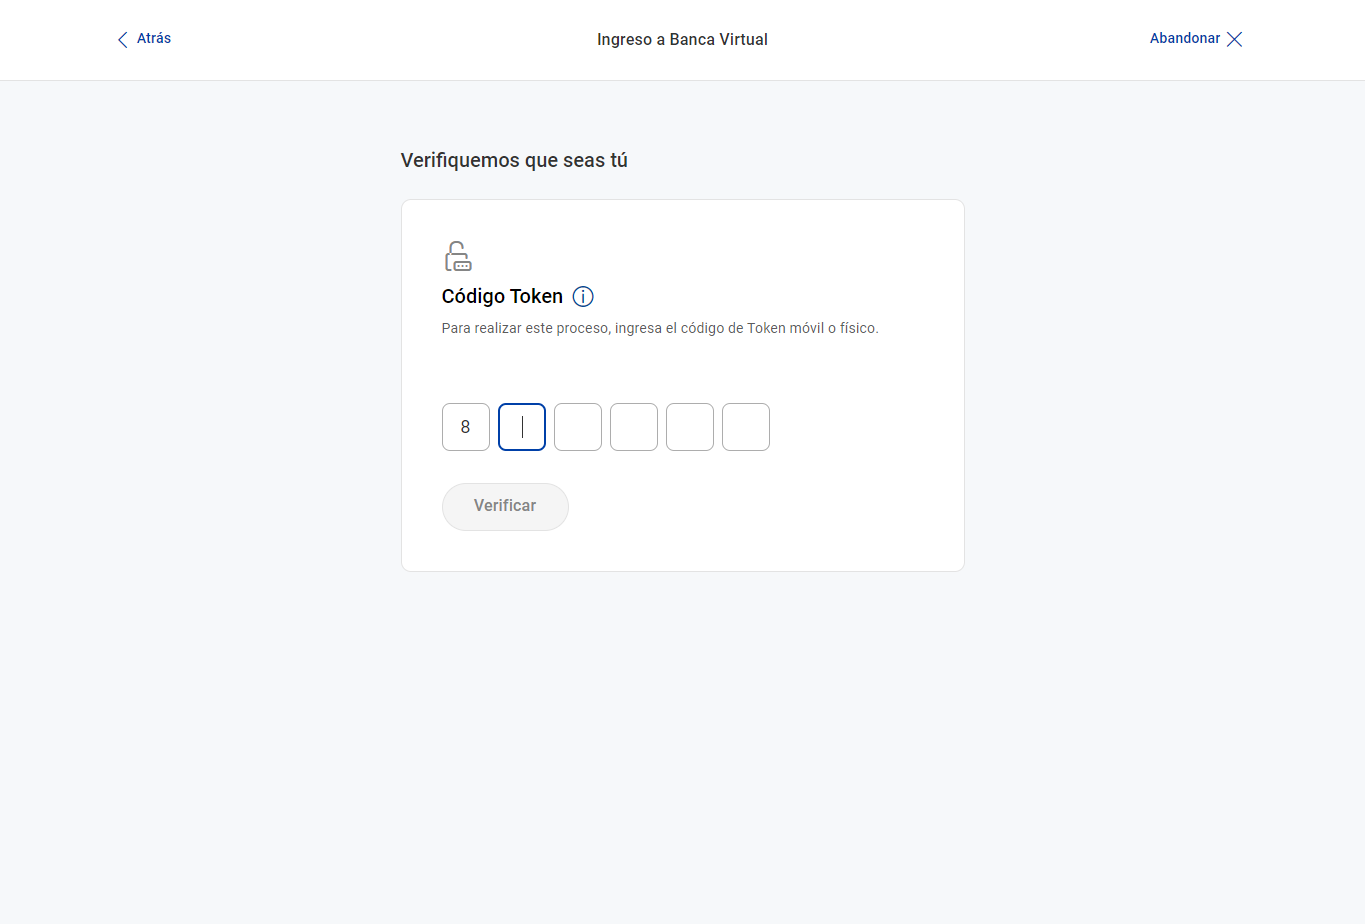 Atrás
Ingreso a Banca Virtual
Abandonar
Verifiquemos que seas tú
Código Token
Para realizar este proceso, ingresa el código de Token móvil o físico.
8
Verificar